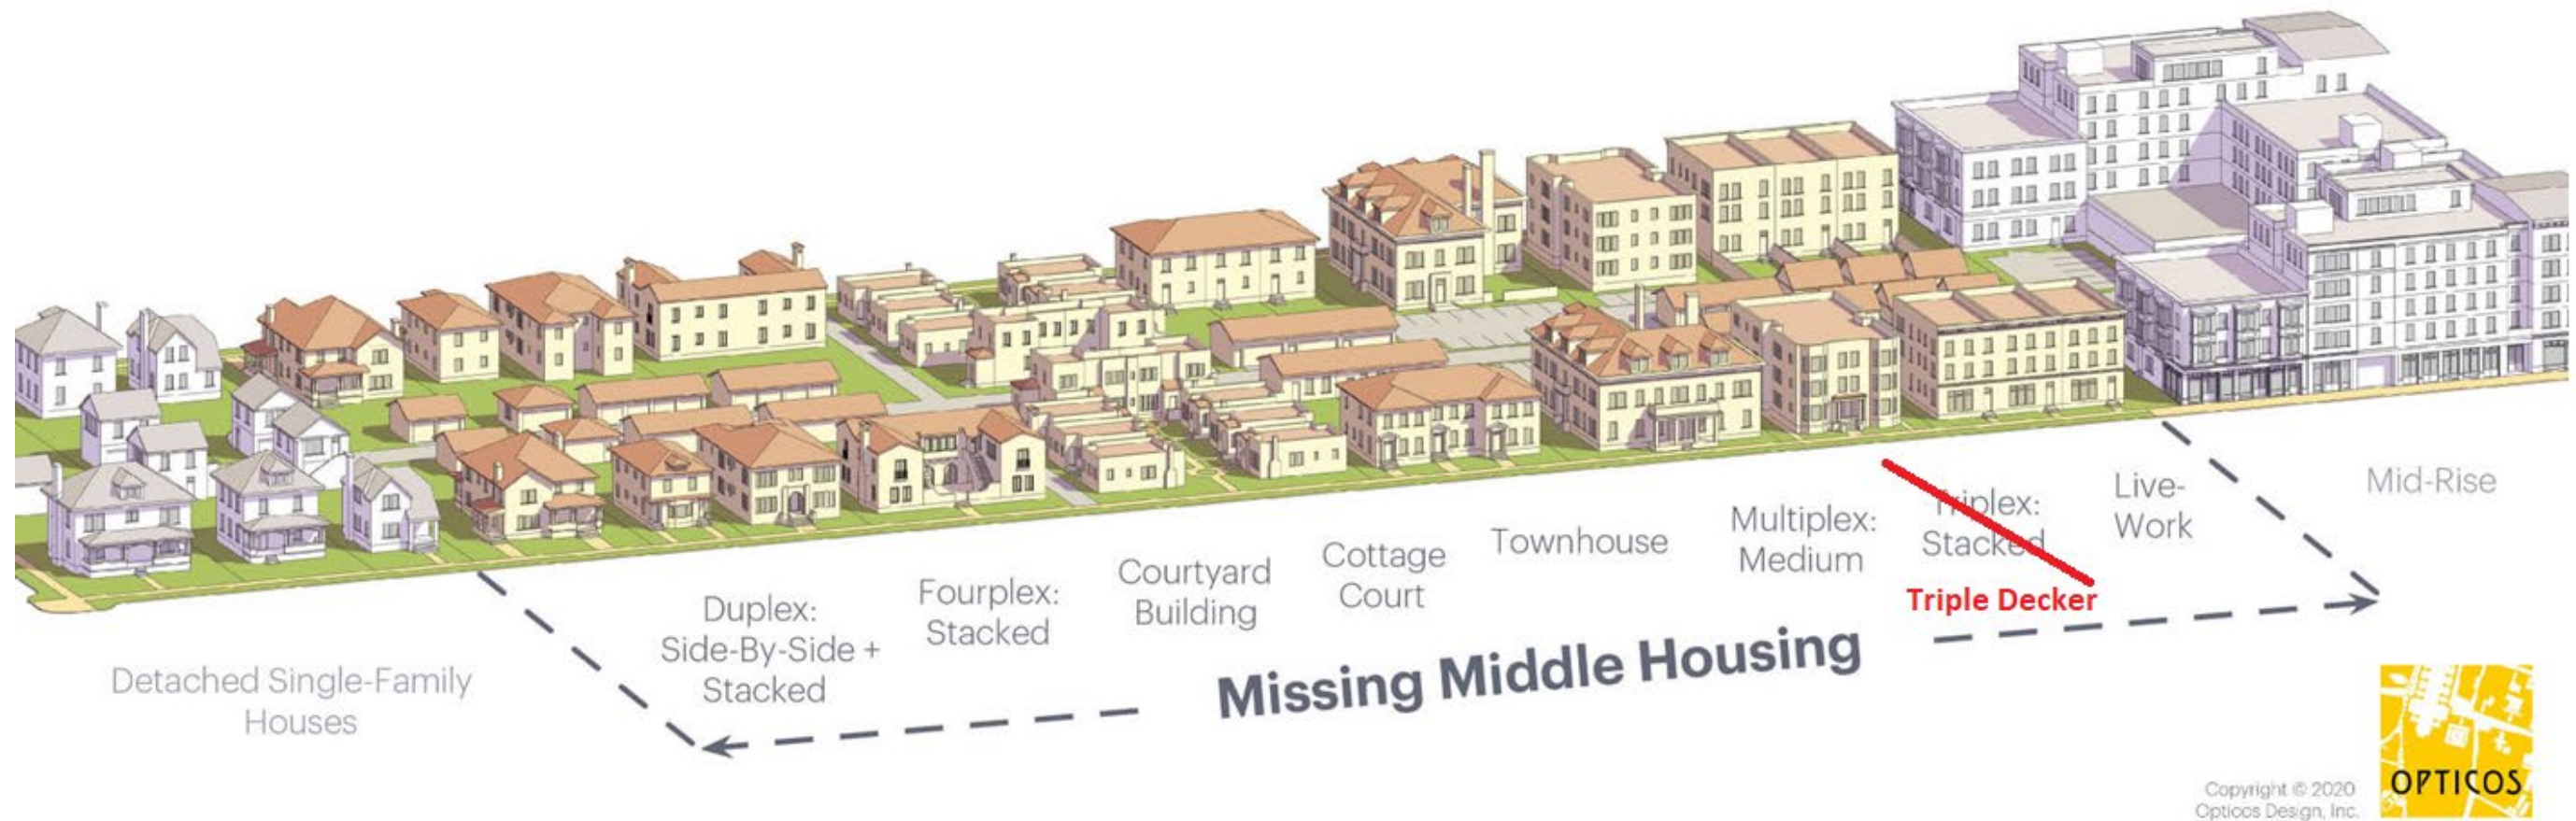 Detached Single-Family
Houses
Duplex:
Side-By-Side +
Stacked
Fourplex:
Stacked
Courtyard
Building
Cottage
Court
Townhouse
Multiplex:
Medium
Triplex:
Stacked
Triple Decker
Live-
Work
Mid-Rise
Missing Middle Housing
OPTICOS
Copyright © 2020
Opticos Design, Inc.